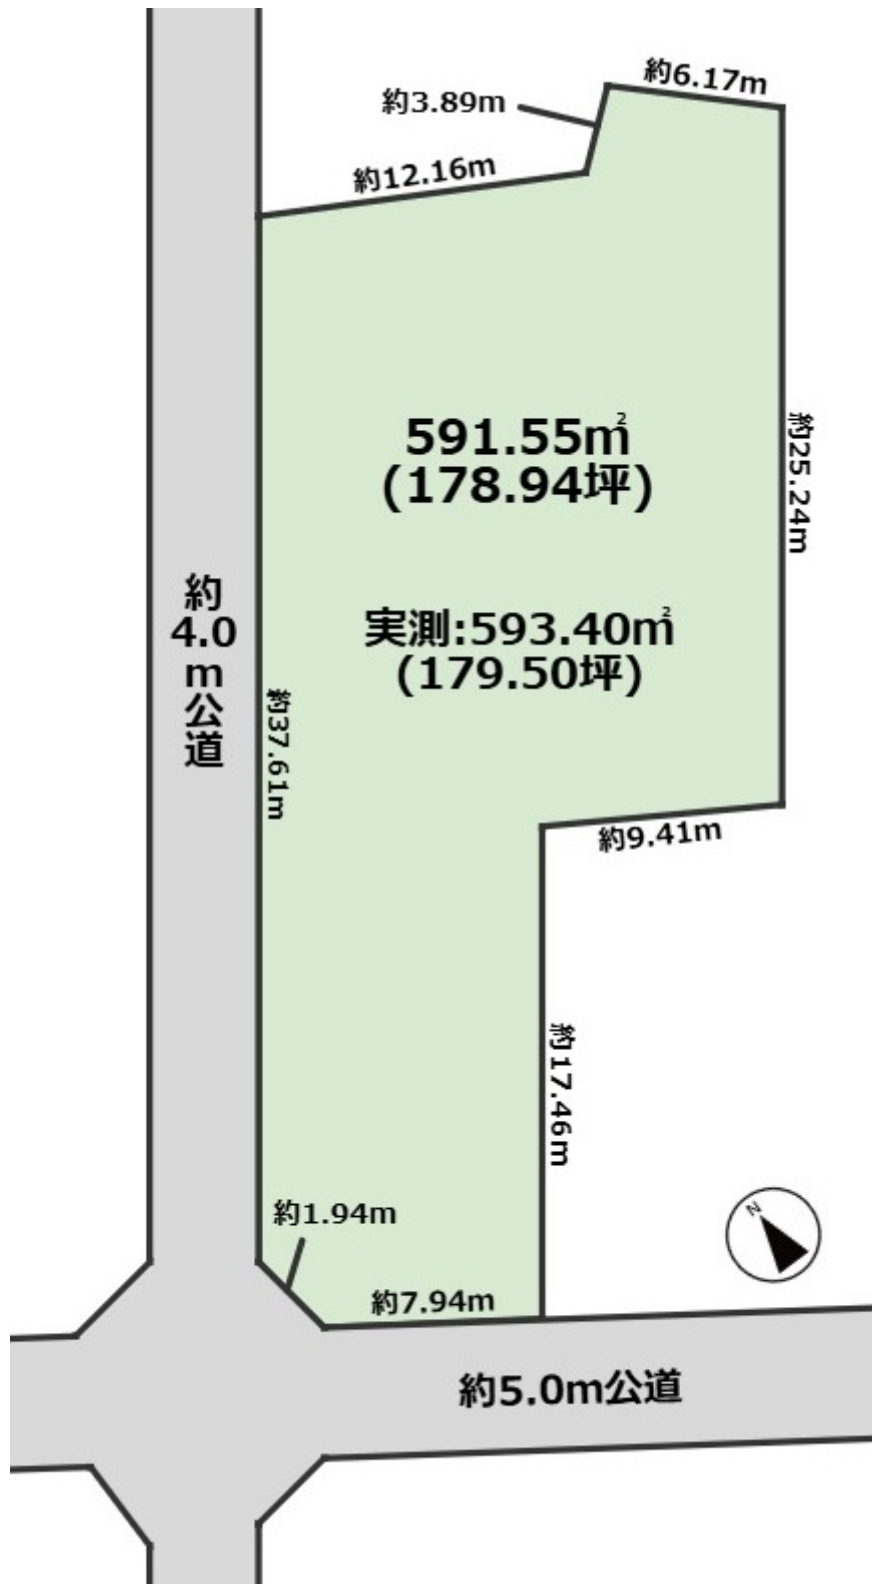 約6.17m
約3.89m
約12.16m
591.55㎡
(178.94坪)
約25.24m
約4.0m公道
実測:593.40㎡
(179.50坪)
約37.61m
約9.41m
約17.46m
約1.94m
N
約7.94m
約5.0m公道